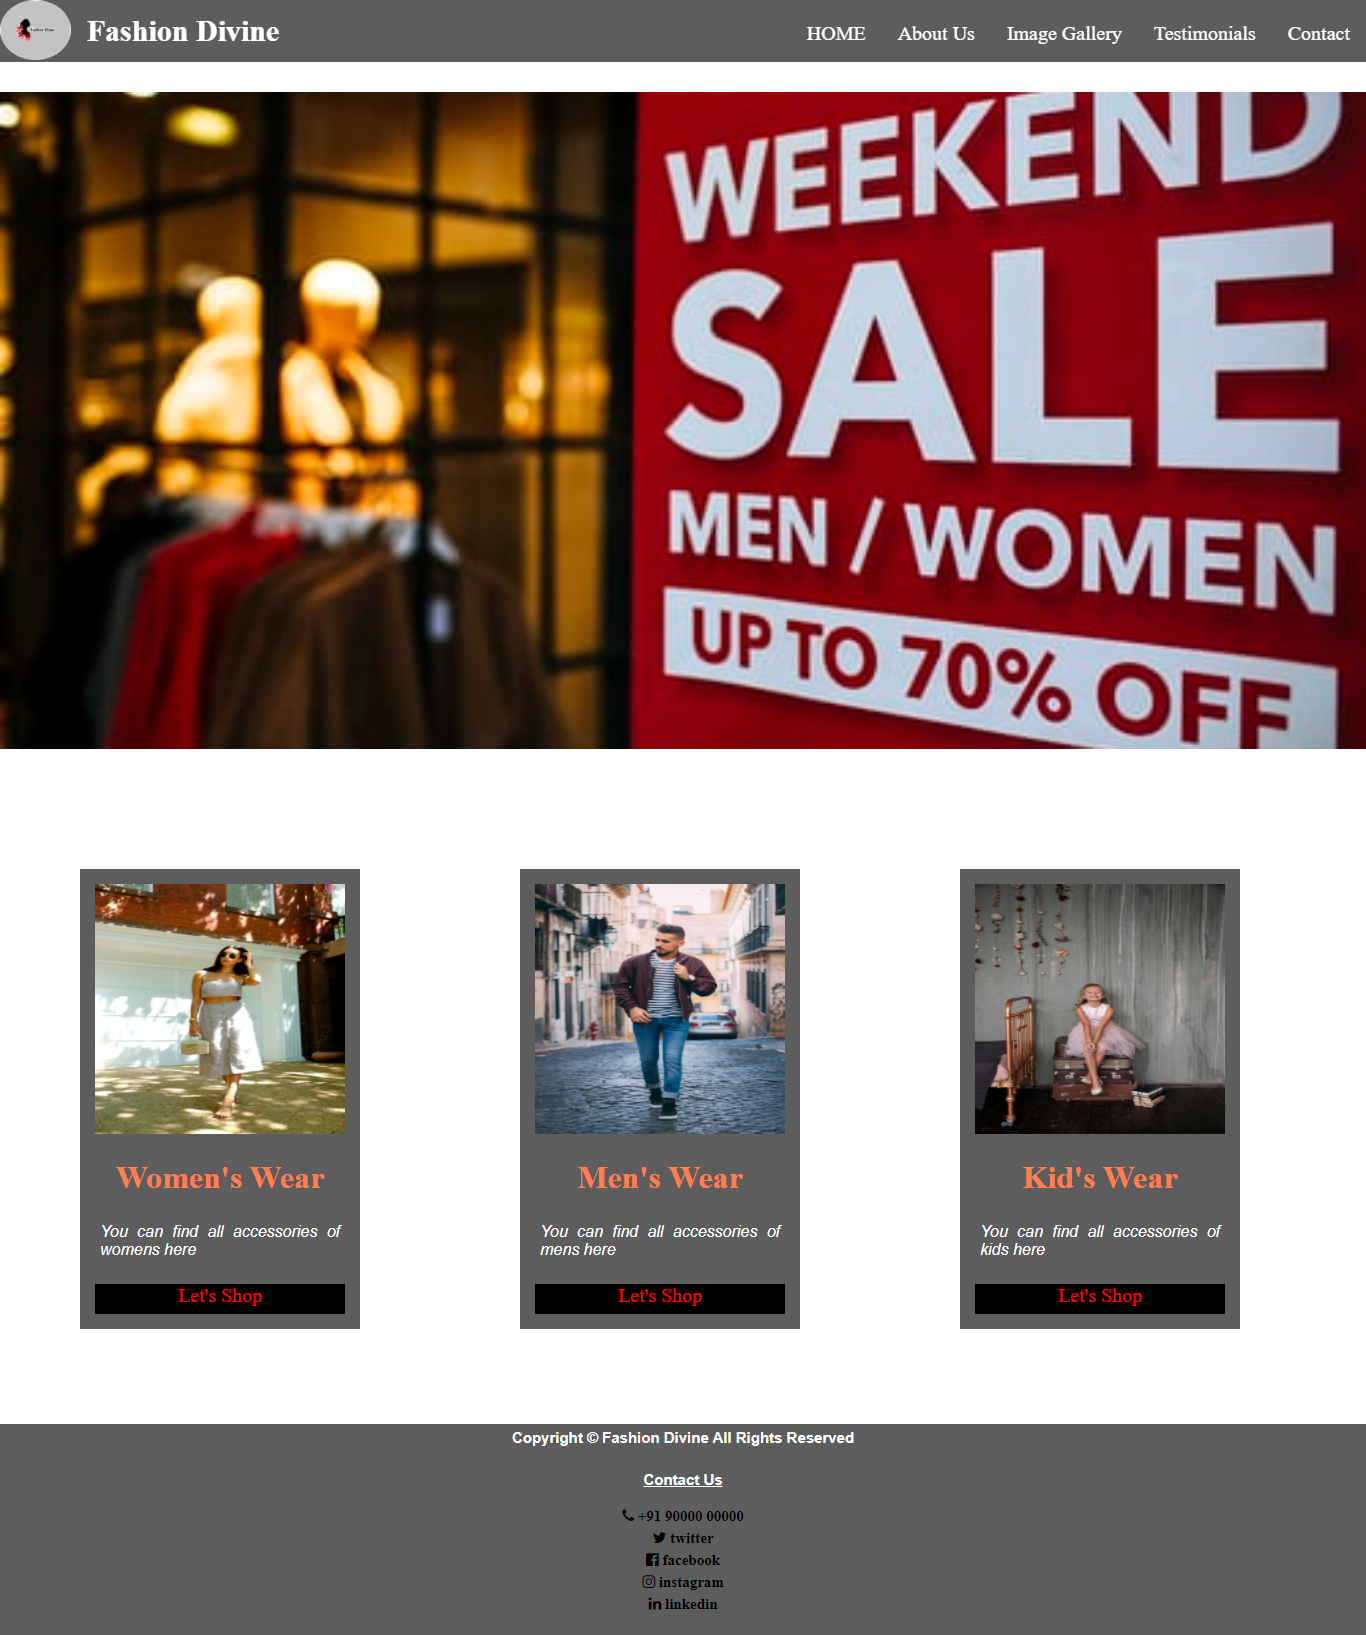 Fashion Divine
HOME About Us Image Gallery Testimonials Contact
WEEKEND
SALE
MEN / WOMEN
UP TO 70% OFF
Women's Wear
You can find all accessories of
womens here
Let's Shop
Men's Wear
You can find all accessories of
mens here
Let's Shop
Kid's Wear
You can find all accessories of
kids here
Let's Shop
Copyright © Fashion Divine All Rights Reserved
Contact Us
+91 90000 00000
twitter
facebook
instagram
linkedin